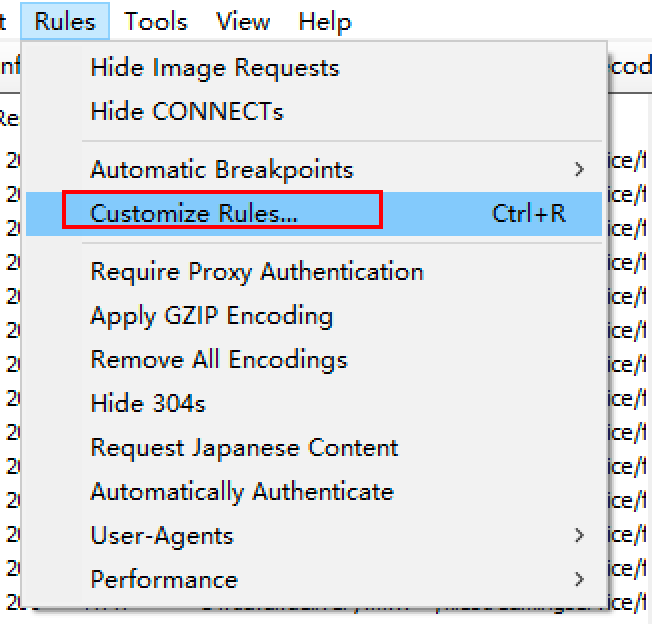 Rules Tools View Help
Hide Image Requests
Hide CONNECTs
Automatic Breakpoints
Customize Rules... Ctrl+R
Require Proxy Authentication
Apply GZIP Encoding
Remove All Encodings
Hide 304s
Request Japanese Content
Automatically Authenticate
User-Agents
Performance